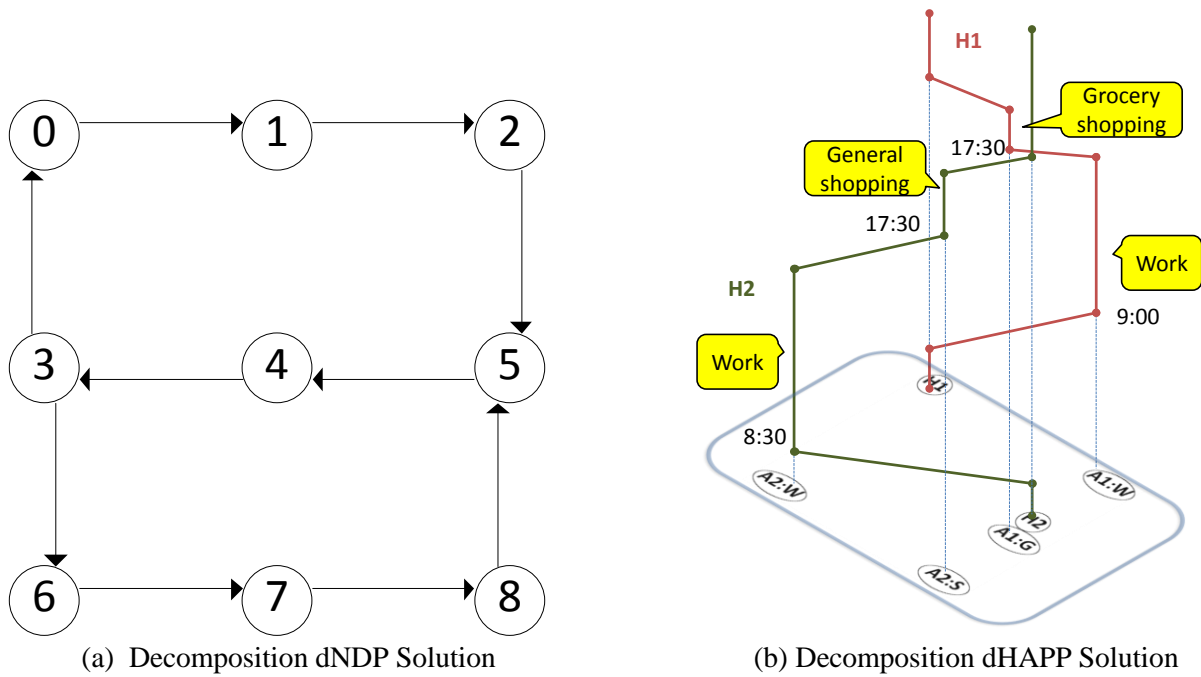 0
1
2
3
4
5
6
7
8
(a) Decomposition dNDP Solution
H1
Grocery
shopping
17:30
General
shopping
17:30
Work
H2
9:00
Work
H1
8:30
A2:W
A1:W
H2
A1:G
A2:S
(b) Decomposition dHAPP Solution